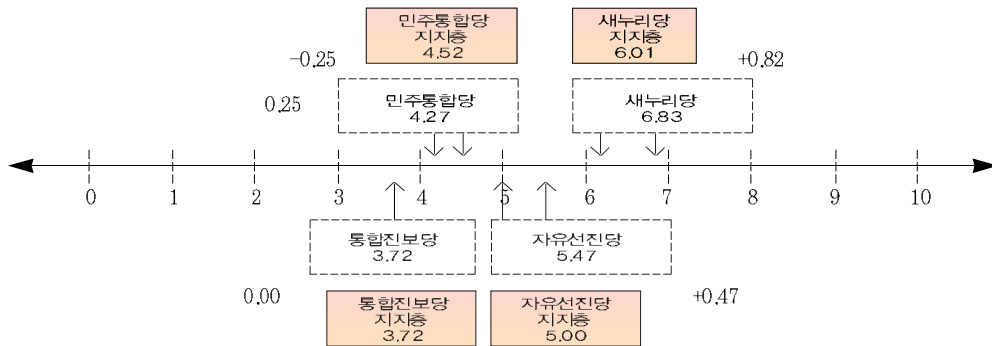 민주통합당
지지층
4.52
새누리당
지지층
6.01
-0.25
+0.82
0.25
민주통합당
4.27
새누리당
6.83
0 1 2 3 4 5 6 7 8 9 10
통합진보당
3.72
자유선진당
5.47
0.00
+0.47
통합진보당
지지층
3.72
자유선진당
지지층
5.00